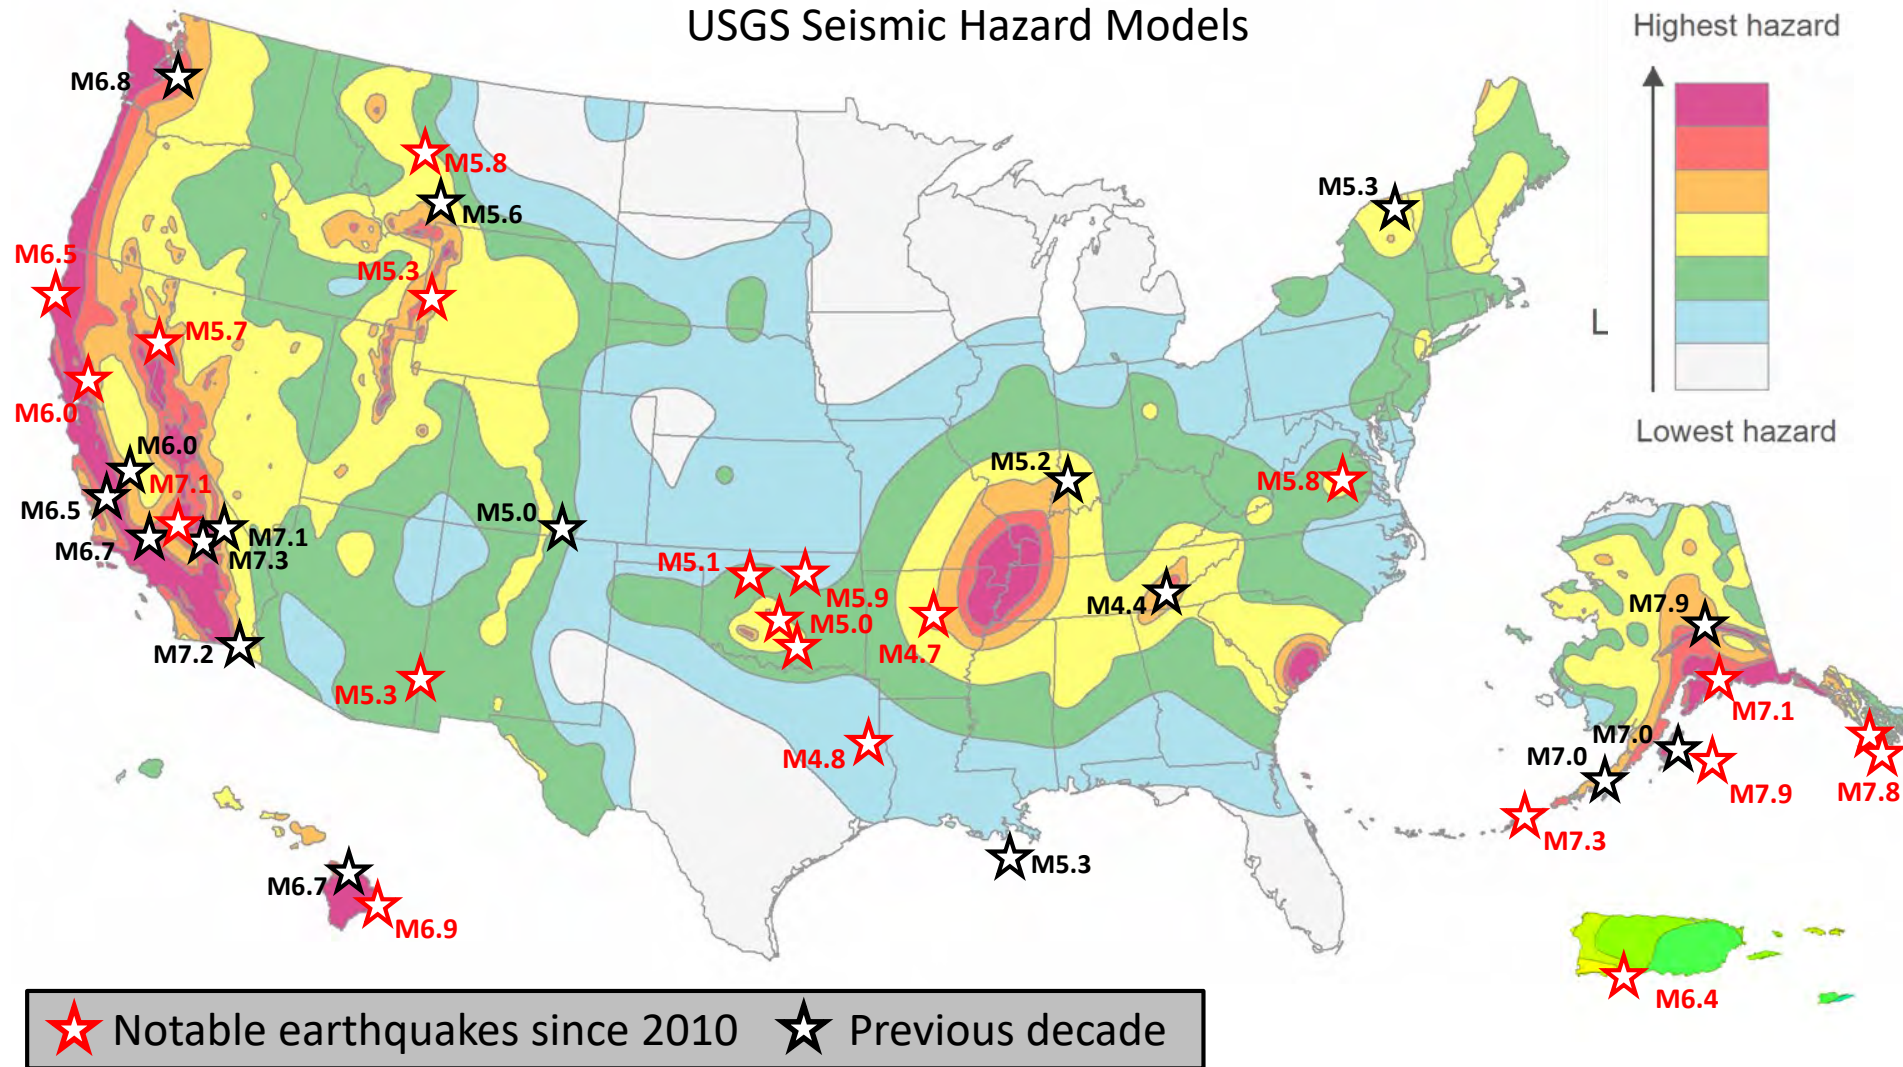 USGS Seismic Hazard Models
Highest hazard
L
Lowest hazard
M6.8
M5.8
M5.6
M5.3
M6.5
M5.3
M5.7
M6.0
M6.0
M7.1
M6.5
M6.7
M7.1
M7.3
M7.2
M5.0
M5.3
M5.1
M5.9
M5.0
M5.2
M4.7
M4.4
M5.8
M4.8
M5.3
M6.7
M6.9
M7.9
M7.1
M7.0
M7.0
M7.9
M7.8
M7.3
M6.4
Notable earthquakes since 2010
Previous decade